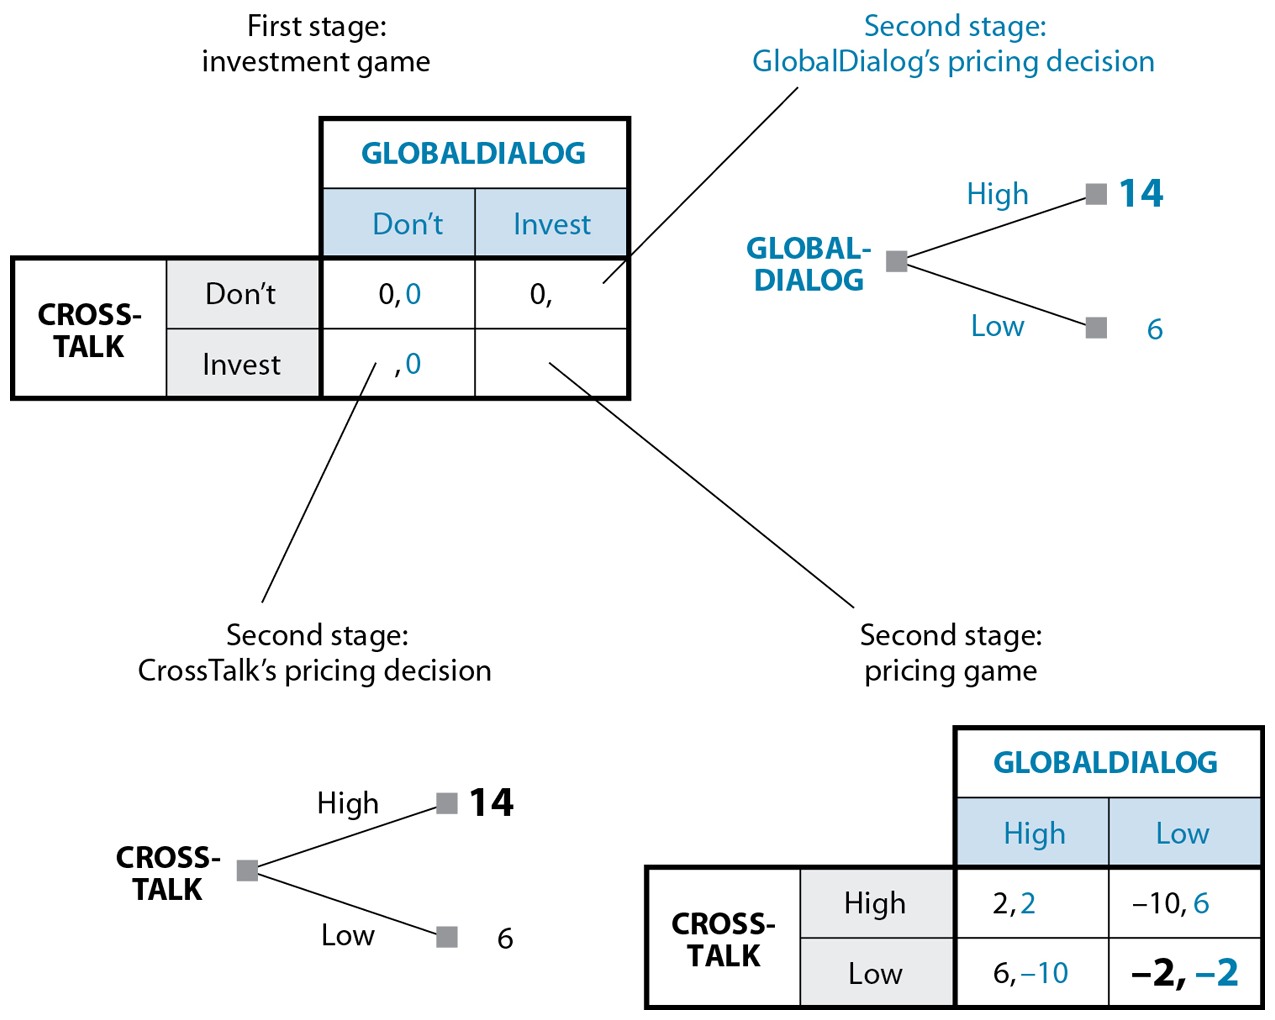 First stage:
investment game
Second stage:
GlobalDialog’s pricing decision
GLOBALDIALOG
Don’t Invest
CROSS-
TALK
Don’t 0, 0 0,
Invest , 0
High 14
GLOBAL-
DIALOG
Low 6
Second stage:
CrossTalk’s pricing decision
Second stage:
pricing game
High 14
CROSS-
TALK
Low 6
GLOBALDIALOG
High Low
CROSS-
TALK
High 2, 2 –10, 6
Low 6, –10 –2, –2